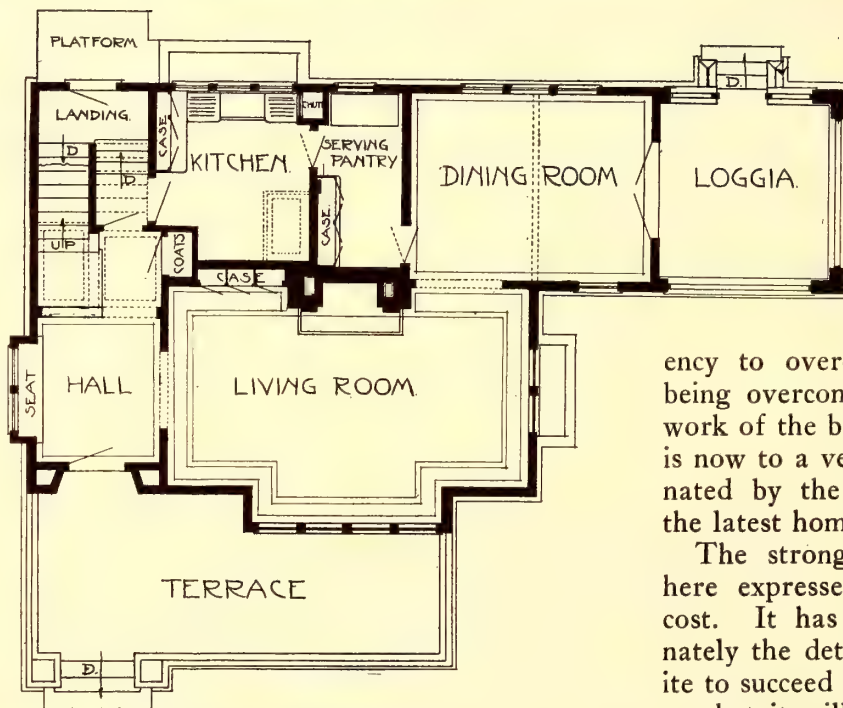 PLATFORM
LANDING.
D
D
UP
CASE
KITCHEN.
CHUTE
SERVING
PANTRY
CASE
DINING ROOM
D.
LOGGIA.
COATS
CASE
SEAT
HALL
LIVING ROOM.
TERRACE
D.
ency to over
being overcon
work of the b
is now to a ve
nated by the
the latest hom
The strong
here expresse
cost. It has
nately the det
ite to succeed